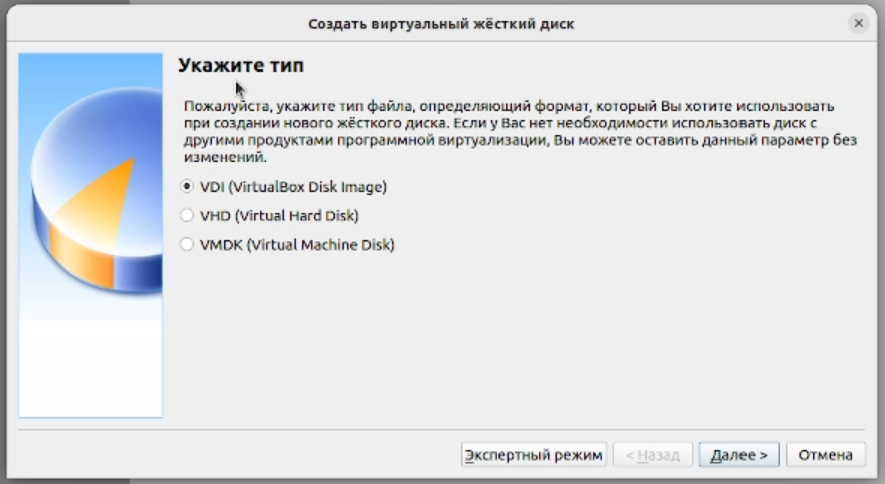 Создать виртуальный жёсткий диск
Укажите тип
Пожалуйста, укажите тип файла, определяющий формат, который Вы хотите использовать
при создании нового жёсткого диска. Если у Вас нет необходимости использовать диск с
другими продуктами программной виртуализации, Вы можете оставить данный параметр без
изменений.
VDI (VirtualBox Disk Image)
VHD (Virtual Hard Disk)
VMDK (Virtual Machine Disk)
Экспертный режим < Назад Далее > Отмена